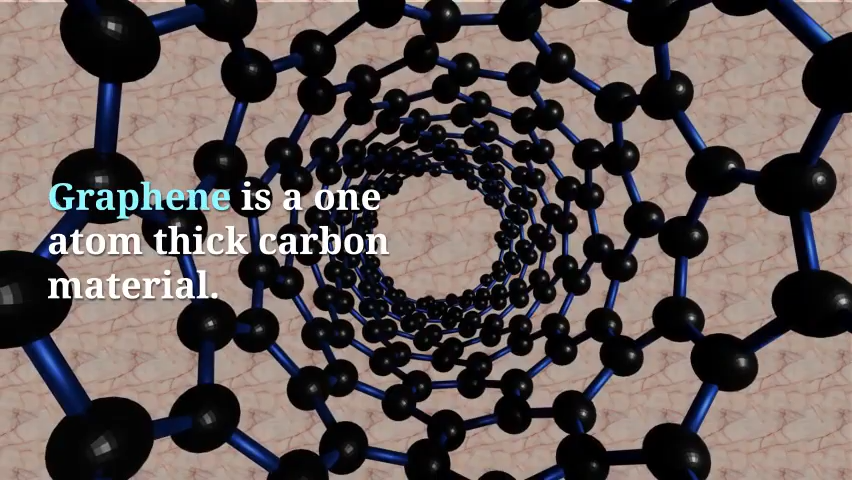 Graphene is a one
atom thick carbon
material.